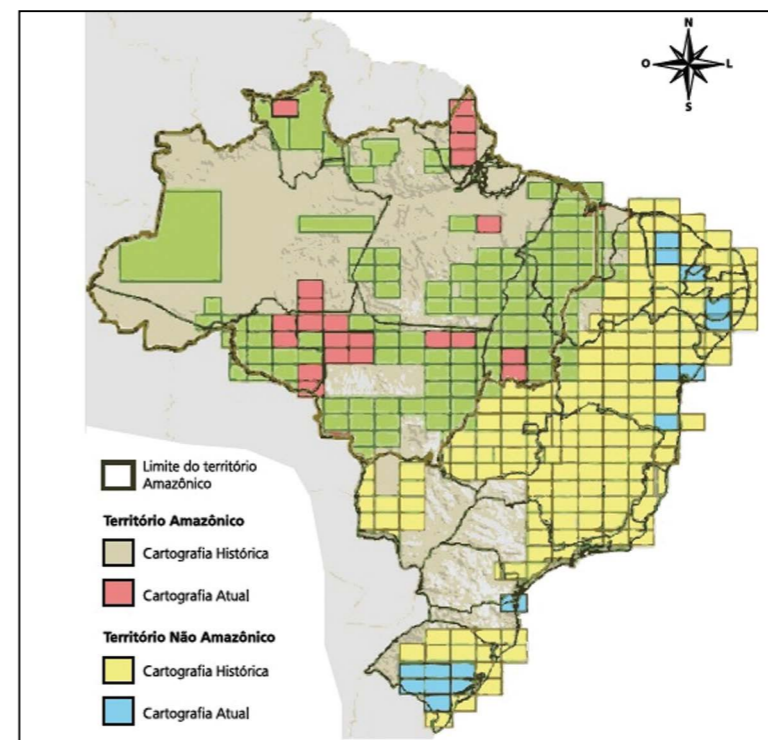 N
O
L
S
Limite do território
Amazônico
Território Amazônico
Cartografia Histórica
Cartografia Atual
Território Não Amazônico
Cartografia Histórica
Cartografia Atual